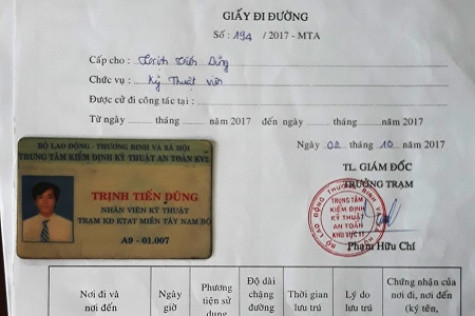 GIẤY ĐI ĐƯỜNG
Số : 194 / 2017 - MTA
Cấp cho : Trịnh Tiến Dũng
Chức vụ : Kỹ Thuật viên
Được cử đi công tác tại :
Từ ngày ........ tháng ........ năm 2017 đến ngày ........ tháng ........ năm 2017
Ngày 02 tháng 10 năm 2017
TL. GIÁM ĐỐC
TRƯỞNG TRẠM
TRUNG TÂM
KIỂM ĐỊNH
KỸ THUẬT
AN TOÀN
KHU VỰC II
Phạm Hữu Chí
BỘ LAO ĐỘNG - THƯƠNG BINH VÀ XÃ HỘI
TRUNG TÂM KIỂM ĐỊNH KỸ THUẬT AN TOÀN KV2
TRỊNH TIẾN DŨNG
NHÂN VIÊN KỸ THUẬT
TRẠM KĐ KTAT MIỀN TÂY NAM BỘ
A9 - 01.007
Nơi đi và nơi đến
Ngày giờ
Phương tiện sử dụng
Độ dài chặng đường
Thời gian lưu trú
Lý do lưu trú
Chứng nhận của nơi đi, nơi đến (ký tên,